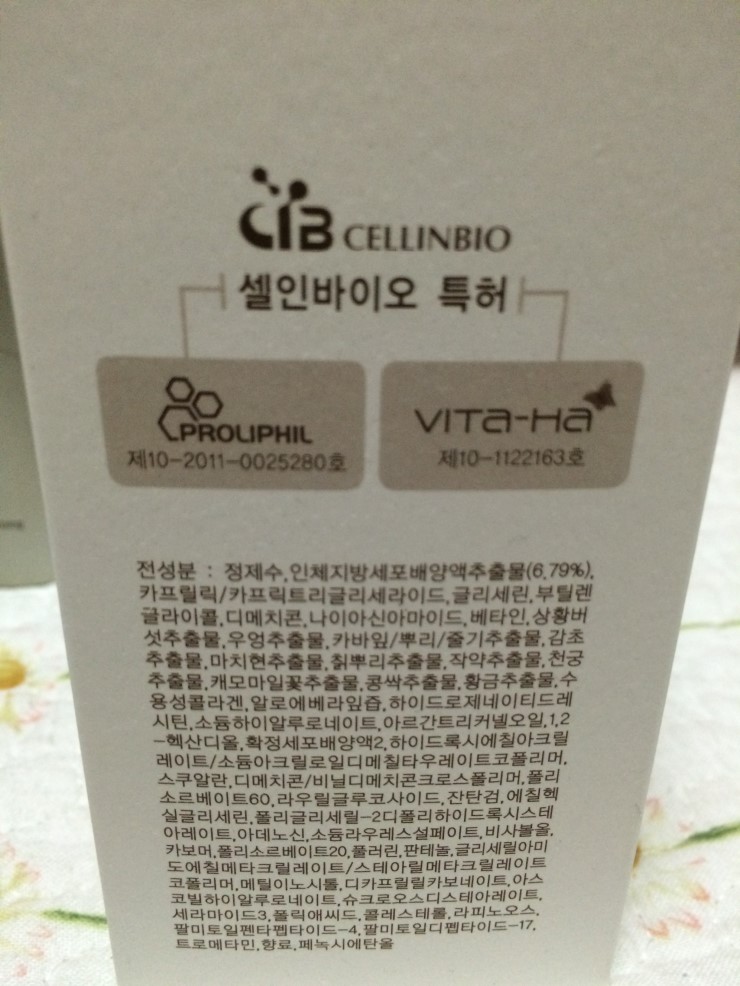 CIB CELLINBIO
셀인바이오 특허
PROLIPHIL
제10-2011-0025280호
VITa-Ha
제10-1122163호
전성분 : 정제수,인체지방세포배양액추출물(6.79%),
카프릴릭/카프릭트리글리세라이드,글리세린,부틸렌
글라이콜,디메치콘,나이아신아마이드,베타인,상황버
섯추출물,우엉추출물,카바잎/뿌리/줄기추출물,감초
추출물,마치현추출물,칡뿌리추출물,작약추출물,천궁
추출물,캐모마일꽃추출물,콩싹추출물,황금추출물,수
용성콜라겐,알로에베라잎즙,하이드로제네이티드레
시틴,소듐하이알루로네이트,아르간트리커넬오일,1,2
-헥산디올,확정세포배양액2,하이드록시에칠아크릴
레이트/소듐아크릴로일디메칠타우레이트코폴리머,
스쿠알란,디메치콘/비닐디메치콘크로스폴리머,폴리
소르베이트60,라우릴글루코사이드,잔탄검,에칠헥
실글리세린,폴리글리세릴-2디폴리하이드록시스테
아레이트,아데노신,소듐라우레스설페이트,비사볼올,
카보머,폴리소르베이트20,풀러린,판테놀,글리세릴아미
도에칠메타크릴레이트/스테아릴메타크릴레이트
코폴리머,메틸이노시톨,디카프릴릴카보네이트,아스
코빌하이알루로네이트,슈크로오스디스테아레이트,
세라마이드3,폴릭애씨드,콜레스테롤,라피노오스,
팔미토일펜타펩타이드-4,팔미토일디펩타이드-17,
트로메타민,향료,페녹시에탄올